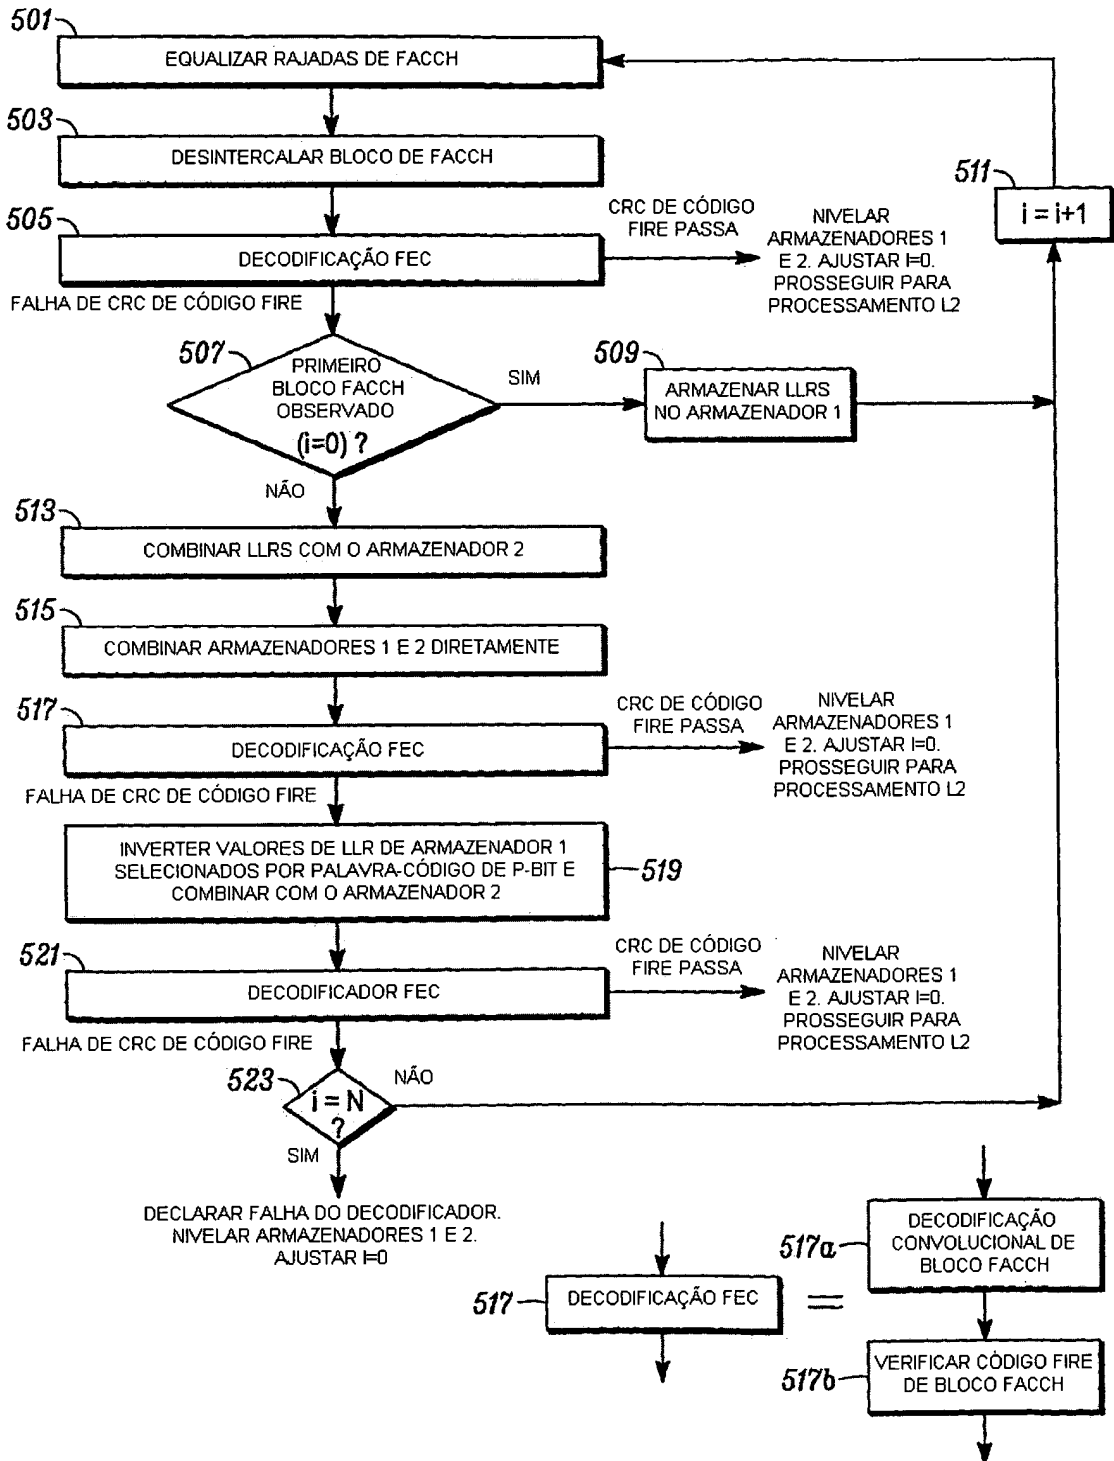 501
EQUALIZAR RAJADAS DE FACCH
503
DESINTERCALAR BLOCO DE FACCH
511
i = i+1
505
DECODIFICAÇÃO FEC
CRC DE CÓDIGO
FIRE PASSA
NIVELAR
ARMAZENADORES 1
E 2. AJUSTAR I=0.
PROSSEGUIR PARA
PROCESSAMENTO L2
FALHA DE CRC DE CÓDIGO FIRE
507
PRIMEIRO
BLOCO FACCH
OBSERVADO
(i=0) ?
SIM
509
ARMAZENAR LLRS
NO ARMAZENADOR 1
NÃO
513
COMBINAR LLRS COM O ARMAZENADOR 2
515
COMBINAR ARMAZENADORES 1 E 2 DIRETAMENTE
517
DECODIFICAÇÃO FEC
CRC DE CÓDIGO
FIRE PASSA
NIVELAR
ARMAZENADORES 1
E 2. AJUSTAR I=0.
PROSSEGUIR PARA
PROCESSAMENTO L2
FALHA DE CRC DE CÓDIGO FIRE
INVERTER VALORES DE LLR DE ARMAZENADOR 1
SELECIONADOS POR PALAVRA-CÓDIGO DE P-BIT E
COMBINAR COM O ARMAZENADOR 2
519
521
DECODIFICADOR FEC
CRC DE CÓDIGO
FIRE PASSA
NIVELAR
ARMAZENADORES 1
E 2. AJUSTAR I=0.
PROSSEGUIR PARA
PROCESSAMENTO L2
FALHA DE CRC DE CÓDIGO FIRE
523
i = N
?
NÃO
SIM
DECLARAR FALHA DO DECODIFICADOR.
NIVELAR ARMAZENADORES 1 E 2.
AJUSTAR I=0
517
DECODIFICAÇÃO FEC
=
517a
DECODIFICAÇÃO
CONVOLUCIONAL DE
BLOCO FACCH
517b
VERIFICAR CÓDIGO FIRE
DE BLOCO FACCH